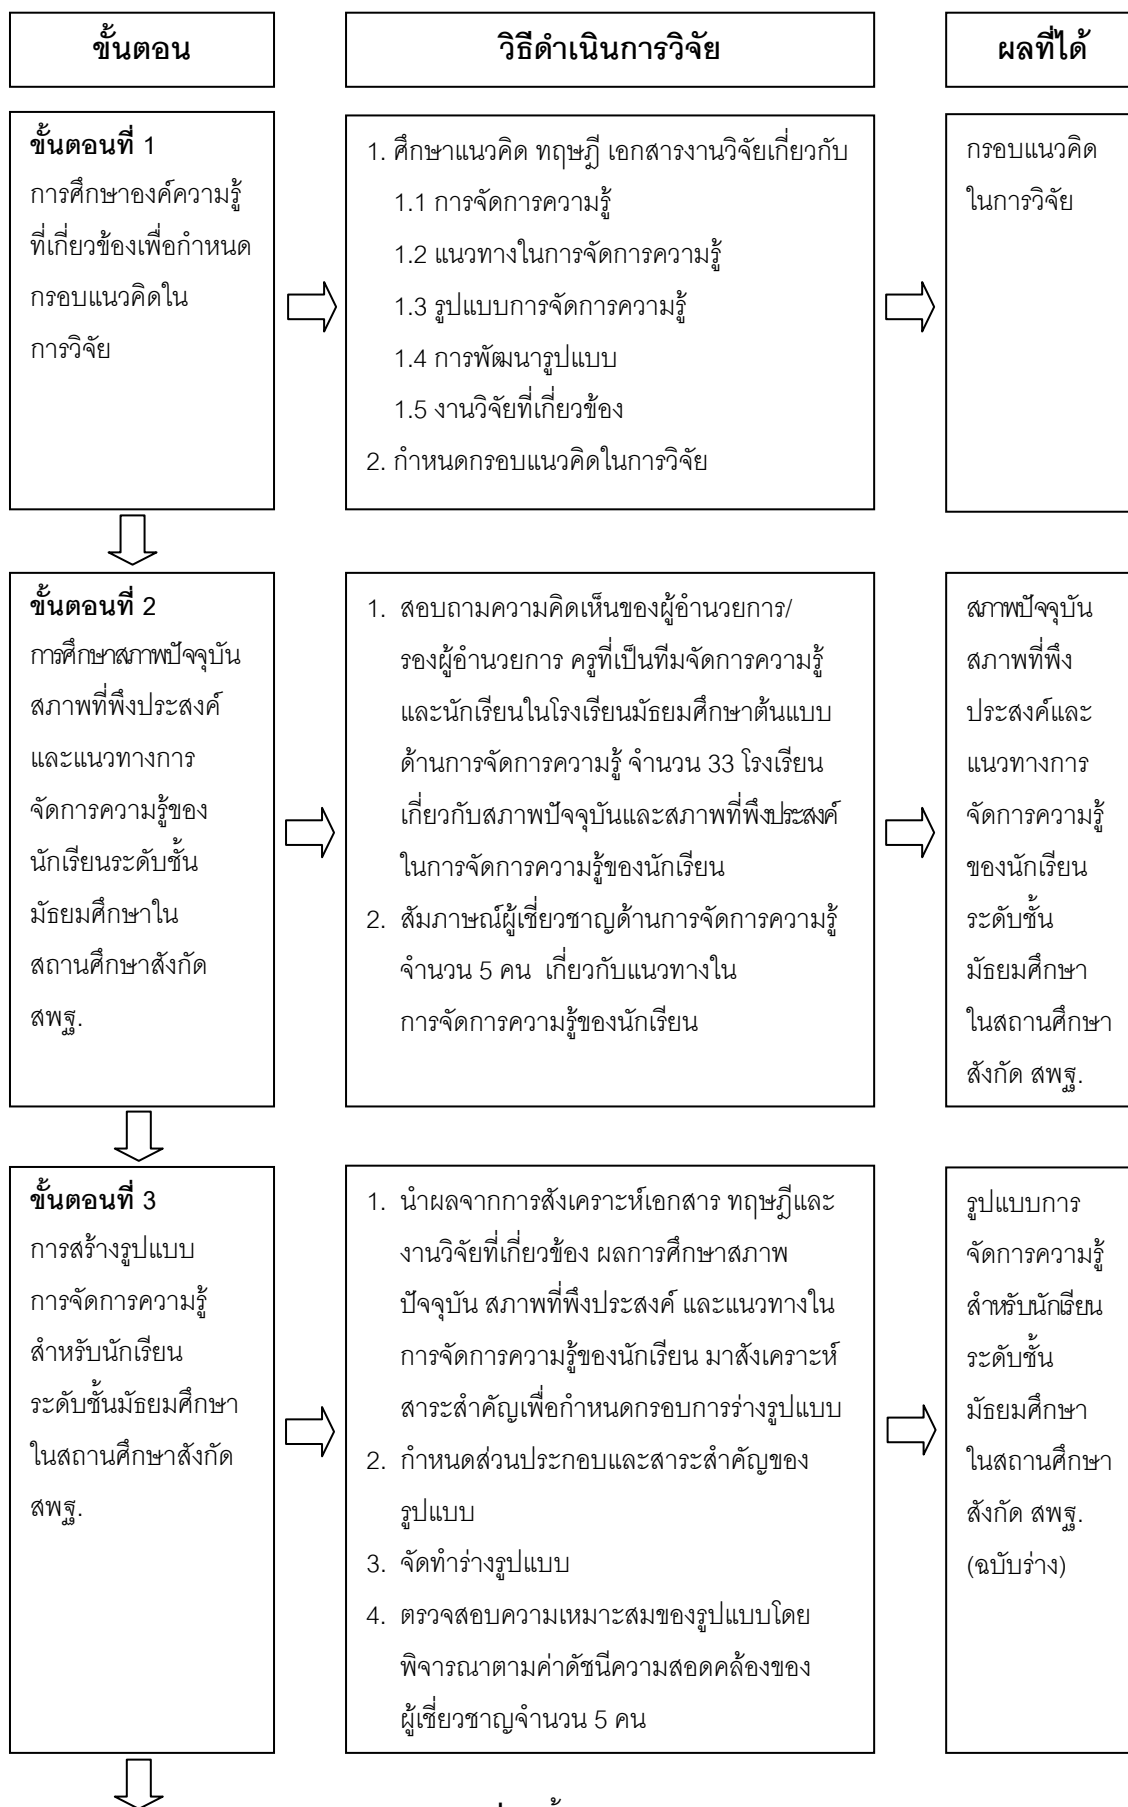 ขั้นตอน
วิธีดำเนินการวิจัย
ผลที่ได้
ขั้นตอนที่ 1
การศึกษาองค์ความรู้
ที่เกี่ยวข้องเพื่อกำหนด
กรอบแนวคิดใน
การวิจัย
1. ศึกษาแนวคิด ทฤษฎี เอกสารงานวิจัยเกี่ยวกับ
1.1 การจัดการความรู้
1.2 แนวทางในการจัดการความรู้
1.3 รูปแบบการจัดการความรู้
1.4 การพัฒนารูปแบบ
1.5 งานวิจัยที่เกี่ยวข้อง
2. กำหนดกรอบแนวคิดในการวิจัย
กรอบแนวคิด
ในการวิจัย
ขั้นตอนที่ 2
การศึกษาสภาพปัจจุบัน
สภาพที่พึงประสงค์
และแนวทางการ
จัดการความรู้ของ
นักเรียนระดับชั้น
มัธยมศึกษาใน
สถานศึกษาสังกัด
สพฐ.
1. สอบถามความคิดเห็นของผู้อำนวยการ/
รองผู้อำนวยการ ครูที่เป็นทีมจัดการความรู้
และนักเรียนในโรงเรียนมัธยมศึกษาต้นแบบ
ด้านการจัดการความรู้ จำนวน 33 โรงเรียน
เกี่ยวกับสภาพปัจจุบันและสภาพที่พึงประสงค์
ในการจัดการความรู้ของนักเรียน
2. สัมภาษณ์ผู้เชี่ยวชาญด้านการจัดการความรู้
จำนวน 5 คน เกี่ยวกับแนวทางใน
การจัดการความรู้ของนักเรียน
สภาพปัจจุบัน
สภาพที่พึง
ประสงค์และ
แนวทางการ
จัดการความรู้
ของนักเรียน
ระดับชั้น
มัธยมศึกษา
ในสถานศึกษา
สังกัด สพฐ.
ขั้นตอนที่ 3
การสร้างรูปแบบ
การจัดการความรู้
สำหรับนักเรียน
ระดับชั้นมัธยมศึกษา
ในสถานศึกษาสังกัด
สพฐ.
1. นำผลจากการสังเคราะห์เอกสาร ทฤษฎีและ
งานวิจัยที่เกี่ยวข้อง ผลการศึกษาสภาพ
ปัจจุบัน สภาพที่พึงประสงค์ และแนวทางใน
การจัดการความรู้ของนักเรียน มาสังเคราะห์
สาระสำคัญเพื่อกำหนดกรอบการร่างรูปแบบ
2. กำหนดส่วนประกอบและสาระสำคัญของ
รูปแบบ
3. จัดทำร่างรูปแบบ
4. ตรวจสอบความเหมาะสมของรูปแบบโดย
พิจารณาตามค่าดัชนีความสอดคล้องของ
ผู้เชี่ยวชาญจำนวน 5 คน
รูปแบบการ
จัดการความรู้
สำหรับนักเรียน
ระดับชั้น
มัธยมศึกษา
ในสถานศึกษา
สังกัด สพฐ.
(ฉบับร่าง)